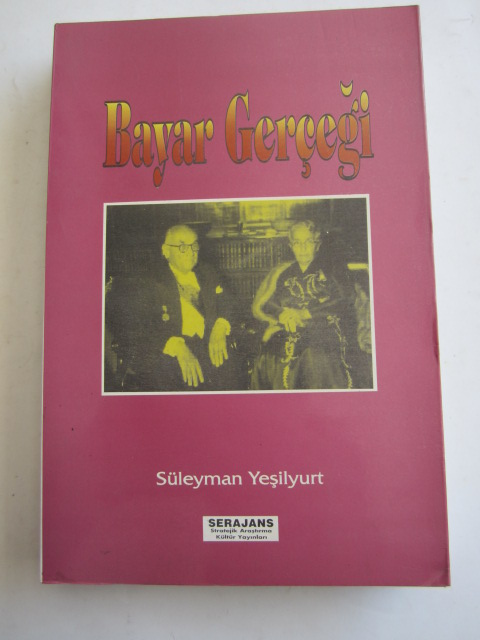 Bayar Gerçeği
Süleyman Yeşilyurt
SERAJANS
Stratejik Araştırma
Kültür Yayınları